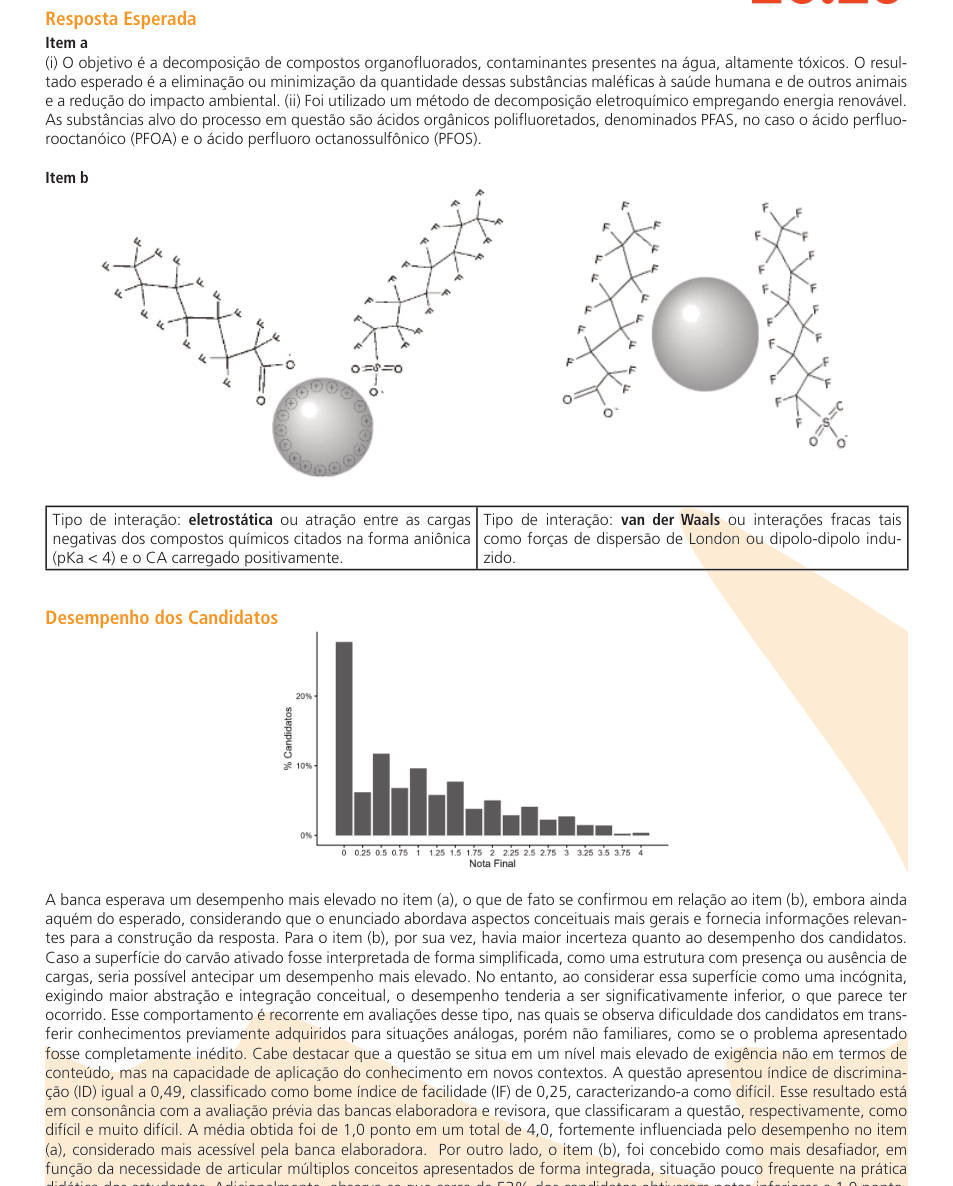 Resposta Esperada
Item a
(i) O objetivo é a decomposição de compostos organofluorados, contaminantes presentes na água, altamente tóxicos. O resul-
tado esperado é a eliminação ou minimização da quantidade dessas substâncias maléficas à saúde humana e de outros animais
e a redução do impacto ambiental. (ii) Foi utilizado um método de decomposição eletroquímico empregando energia renovável.
As substâncias alvo do processo em questão são ácidos orgânicos polifluoretados, denominados PFAS, no caso o ácido perfluo-
rooctanóico (PFOA) e o ácido perfluoro octanossulfônico (PFOS).
Item b
Tipo de interação: eletrostática ou atração entre as cargas
negativas dos compostos químicos citados na forma aniônica
(pKa < 4) e o CA carregado positivamente.
Tipo de interação: van der Waals ou interações fracas tais
como forças de dispersão de London ou dipolo-dipolo indu-
zido.
Desempenho dos Candidatos
% Candidatos
20%
10%
0%
0 0.25 0.5 0.75 1 1.25 1.5 1.75 2 2.25 2.5 2.75 3 3.25 3.5 3.75 4
Nota Final
A banca esperava um desempenho mais elevado no item (a), o que de fato se confirmou em relação ao item (b), embora ainda
aquém do esperado, considerando que o enunciado abordava aspectos conceituais mais gerais e fornecia informações relevan-
tes para a construção da resposta. Para o item (b), por sua vez, havia maior incerteza quanto ao desempenho dos candidatos.
Caso a superfície do carvão ativado fosse interpretada de forma simplificada, como uma estrutura com presença ou ausência de
cargas, seria possível antecipar um desempenho mais elevado. No entanto, ao considerar essa superfície como uma incógnita,
exigindo maior abstração e integração conceitual, o desempenho tenderia a ser significativamente inferior, o que parece ter
ocorrido. Esse comportamento é recorrente em avaliações desse tipo, nas quais se observa dificuldade dos candidatos em trans-
ferir conhecimentos previamente adquiridos para situações análogas, porém não familiares, como se o problema apresentado
fosse completamente inédito. Cabe destacar que a questão se situa em um nível mais elevado de exigência não em termos de
conteúdo, mas na capacidade de aplicação do conhecimento em novos contextos. A questão apresentou índice de discrimina-
ção (ID) igual a 0,49, classificado como bome índice de facilidade (IF) de 0,25, caracterizando-a como difícil. Esse resultado está
em consonância com a avaliação prévia das bancas elaboradora e revisora, que classificaram a questão, respectivamente, como
difícil e muito difícil. A média obtida foi de 1,0 ponto em um total de 4,0, fortemente influenciada pelo desempenho no item
(a), considerado mais acessível pela banca elaboradora. Por outro lado, o item (b), foi concebido como mais desafiador, em
função da necessidade de articular múltiplos conceitos apresentados de forma integrada, situação pouco frequente na prática